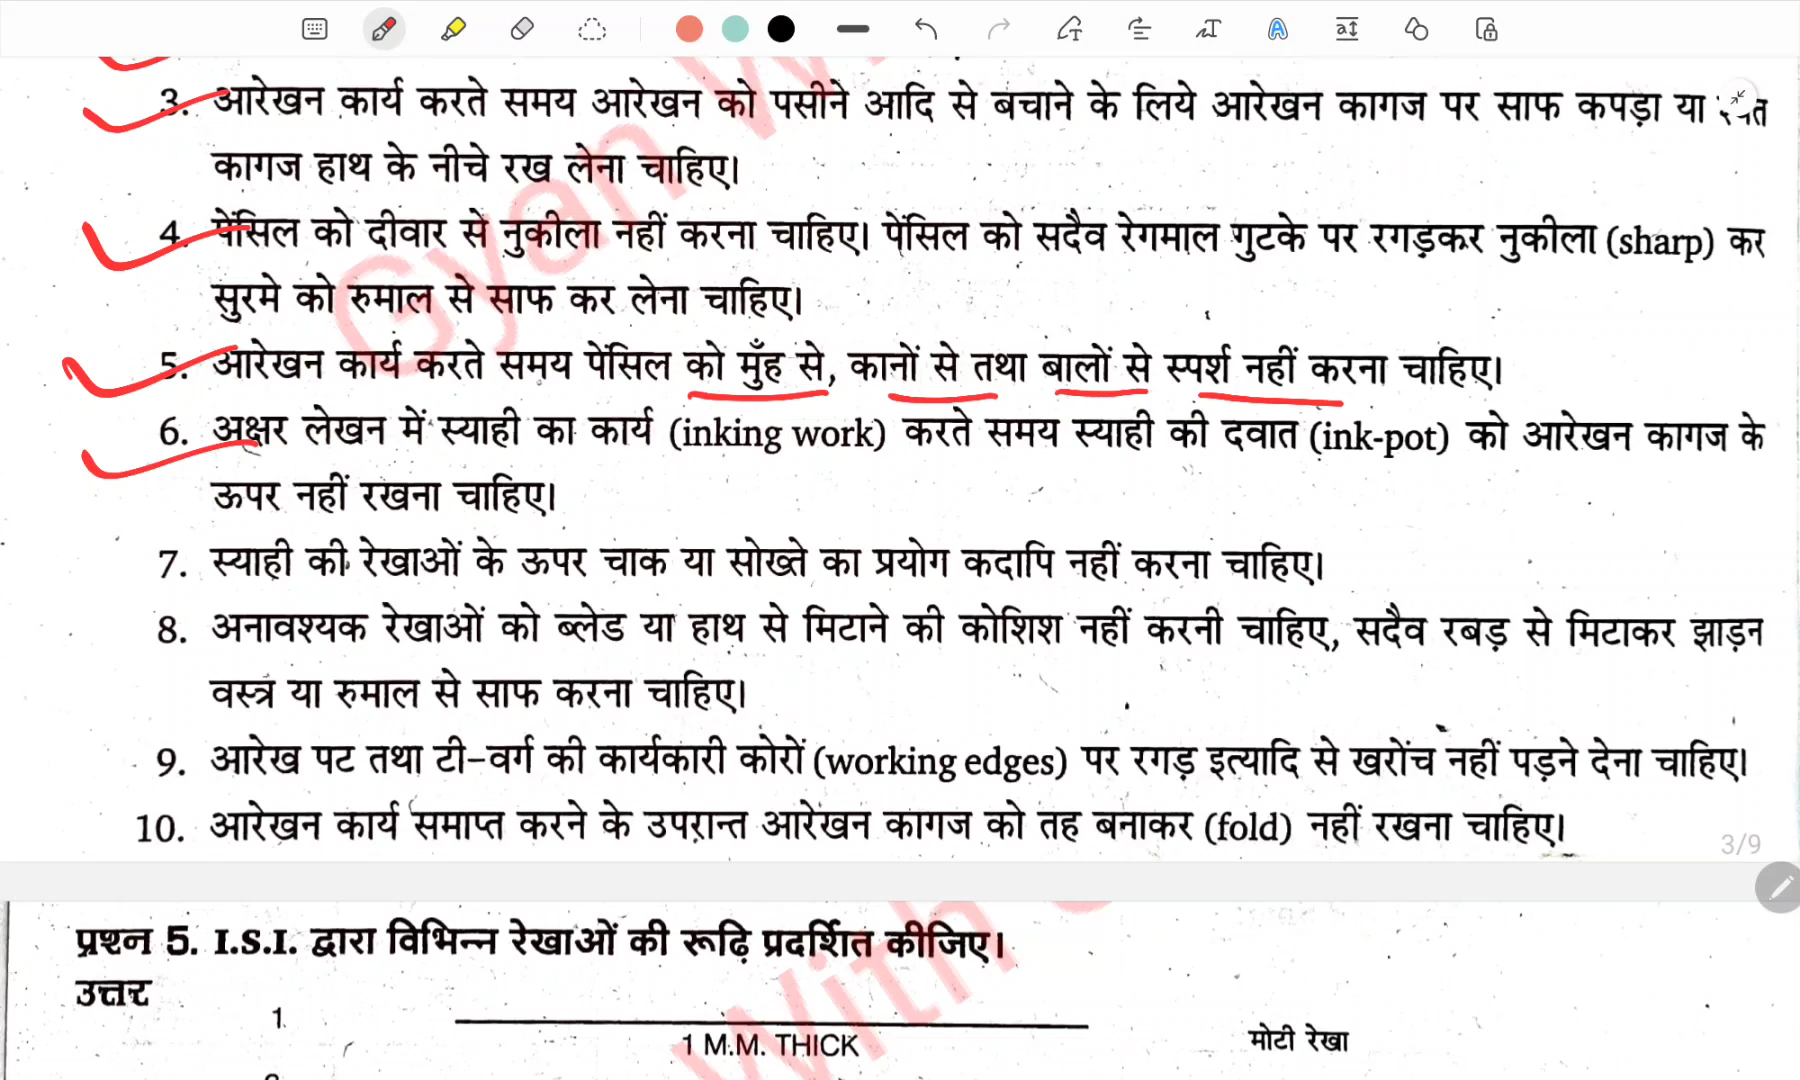 3. आरेखन कार्य करते समय आरेखन को पसीने आदि से बचाने के लिये आरेखन कागज पर साफ कपड़ा या
कागज हाथ के नीचे रख लेना चाहिए।
4. पेंसिल को दीवार से नुकीला नहीं करना चाहिए। पेंसिल को सदैव रेगमाल गुटके पर रगड़कर नुकीला (sharp) कर
सुरमे को रुमाल से साफ कर लेना चाहिए।
5. आरेखन कार्य करते समय पेंसिल को मुँह से, कानों से तथा बालों से स्पर्श नहीं करना चाहिए।
6. अक्षर लेखन में स्याही का कार्य (inking work) करते समय स्याही की दवात (ink-pot) को आरेखन कागज के
ऊपर नहीं रखना चाहिए।
7. स्याही की रेखाओं के ऊपर चाक या सोख्ते का प्रयोग कदापि नहीं करना चाहिए।
8. अनावश्यक रेखाओं को ब्लेड या हाथ से मिटाने की कोशिश नहीं करनी चाहिए, सदैव रबड़ से मिटाकर झाड़न
वस्त्र या रुमाल से साफ करना चाहिए।
9. आरेख पट तथा टी-वर्ग की कार्यकारी कोरों (working edges) पर रगड़ इत्यादि से खरोंच नहीं पड़ने देना चाहिए।
10. आरेखन कार्य समाप्त करने के उपरान्त आरेखन कागज को तह बनाकर (fold) नहीं रखना चाहिए।
3/9
Gyan Wi
प्रश्न 5. I.S.I. द्वारा विभिन्न रेखाओं की रूढ़ि प्रदर्शित कीजिए।
उत्तर
1.
1 M.M. THICK
मोटी रेखा
With